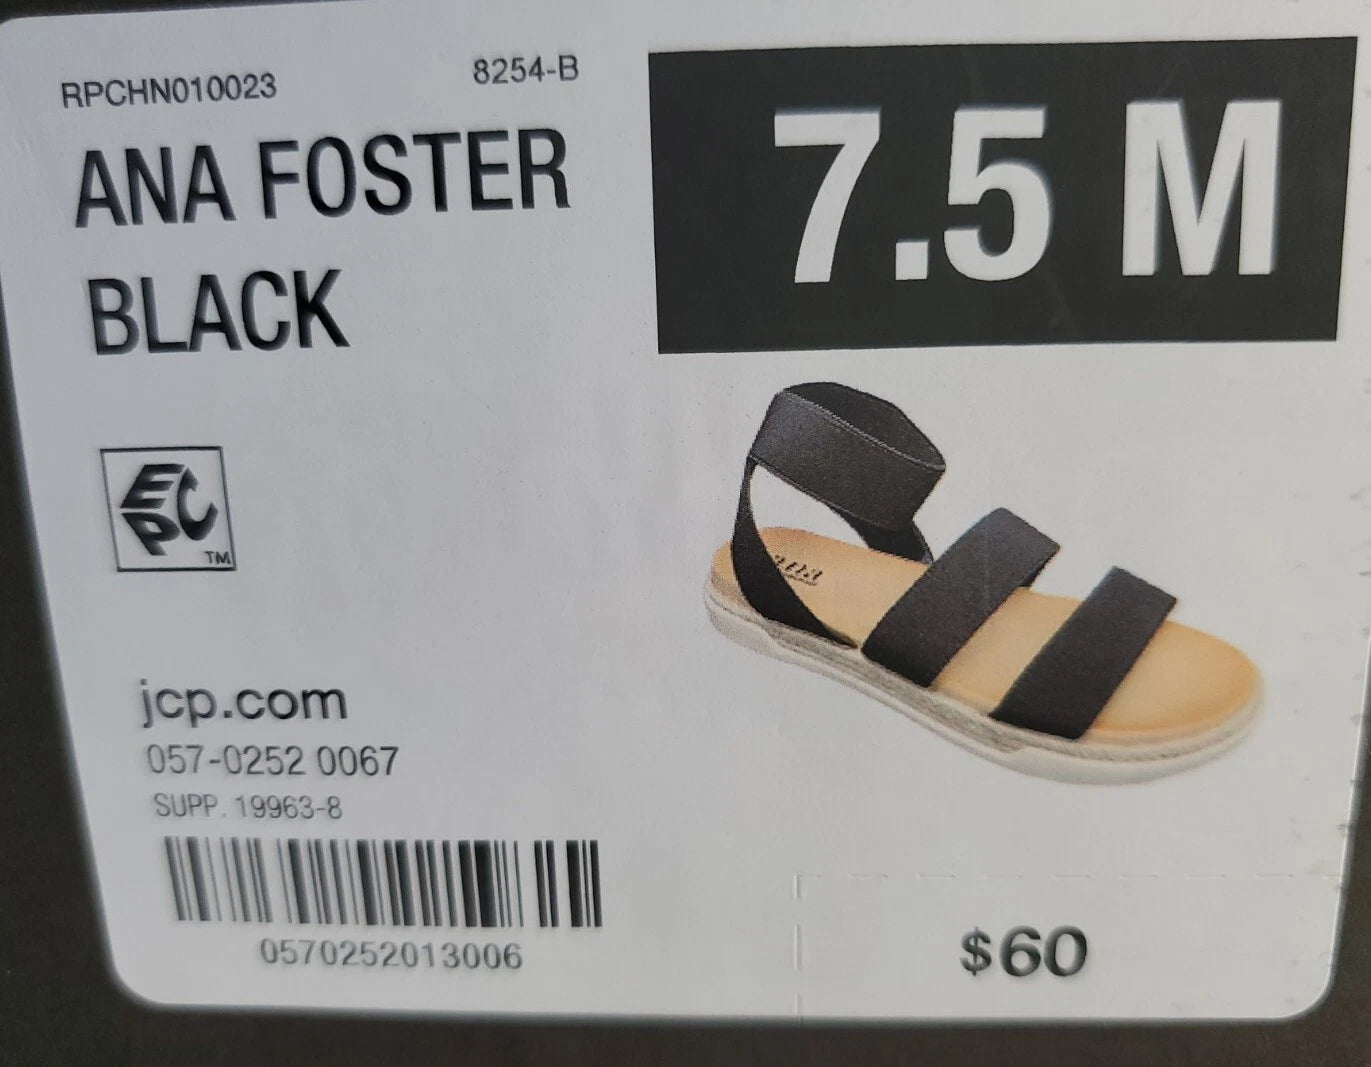 RPCHN010023
8254-B
ANA FOSTER
BLACK
7.5 M
EPC
TM
ana
jcp.com
057-0252 0067
SUPP. 19963-8
0570252013006
$60